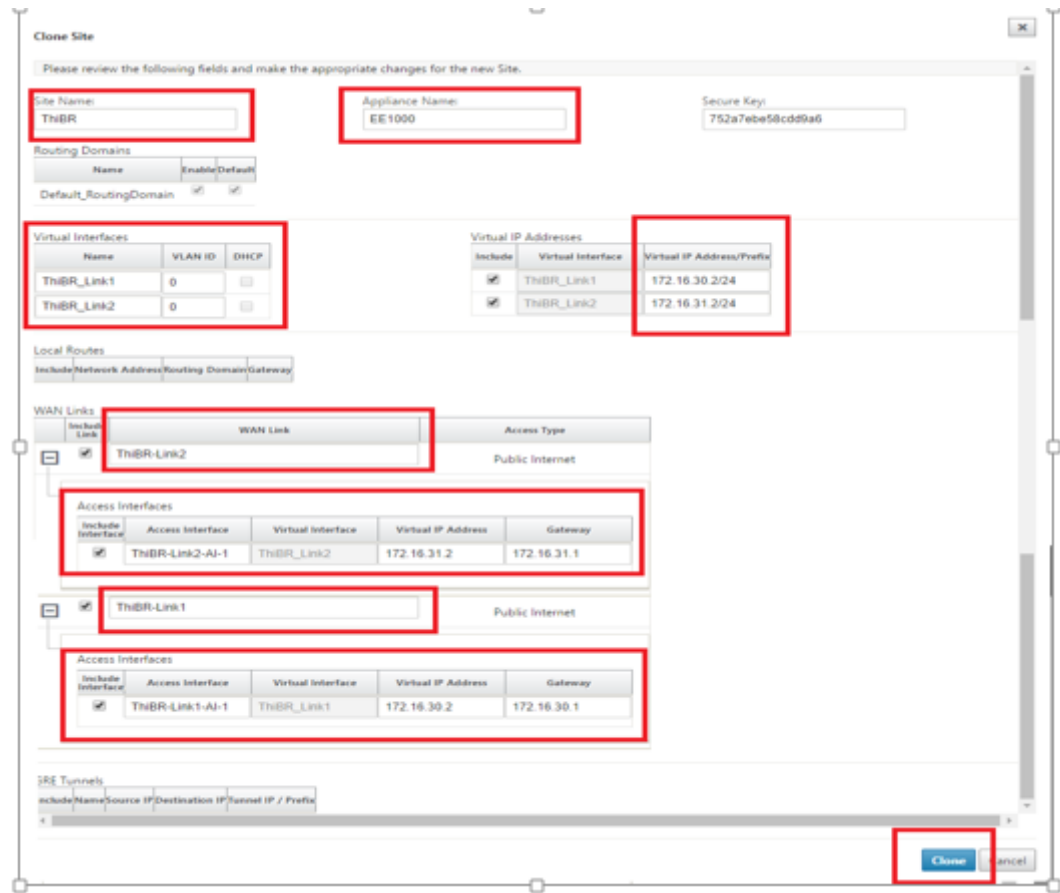 Clone Site
Please review the following fields and make the appropriate changes for the new Site.
Site Name: Appliance Name: Secure Key:
ThiBR EE1000 752a7ebe58cdd9a6
Routing Domains
Name Enable Default
Default_RoutingDomain
Virtual Interfaces Virtual IP Addresses
Name VLAN ID DHCP Include Virtual Interface Virtual IP Address/Prefix
ThiBR_Link1 0 ThiBR_Link1 172.16.30.2/24
ThiBR_Link2 0 ThiBR_Link2 172.16.31.2/24
Local Routes
Include Network Address Routing Domain Gateway
WAN Links
Include Link WAN Link Access Type
ThiBR-Link2 Public Internet
Access Interfaces
Include Interface Access Interface Virtual Interface Virtual IP Address Gateway
ThiBR-Link2-AI-1 ThiBR_Link2 172.16.31.2 172.16.31.1
ThiBR-Link1 Public Internet
Access Interfaces
Include Interface Access Interface Virtual Interface Virtual IP Address Gateway
ThiBR-Link1-AI-1 ThiBR_Link1 172.16.30.2 172.16.30.1
GRE Tunnels
Include Name Source IP Destination IP Tunnel IP / Prefix
Clone Cancel